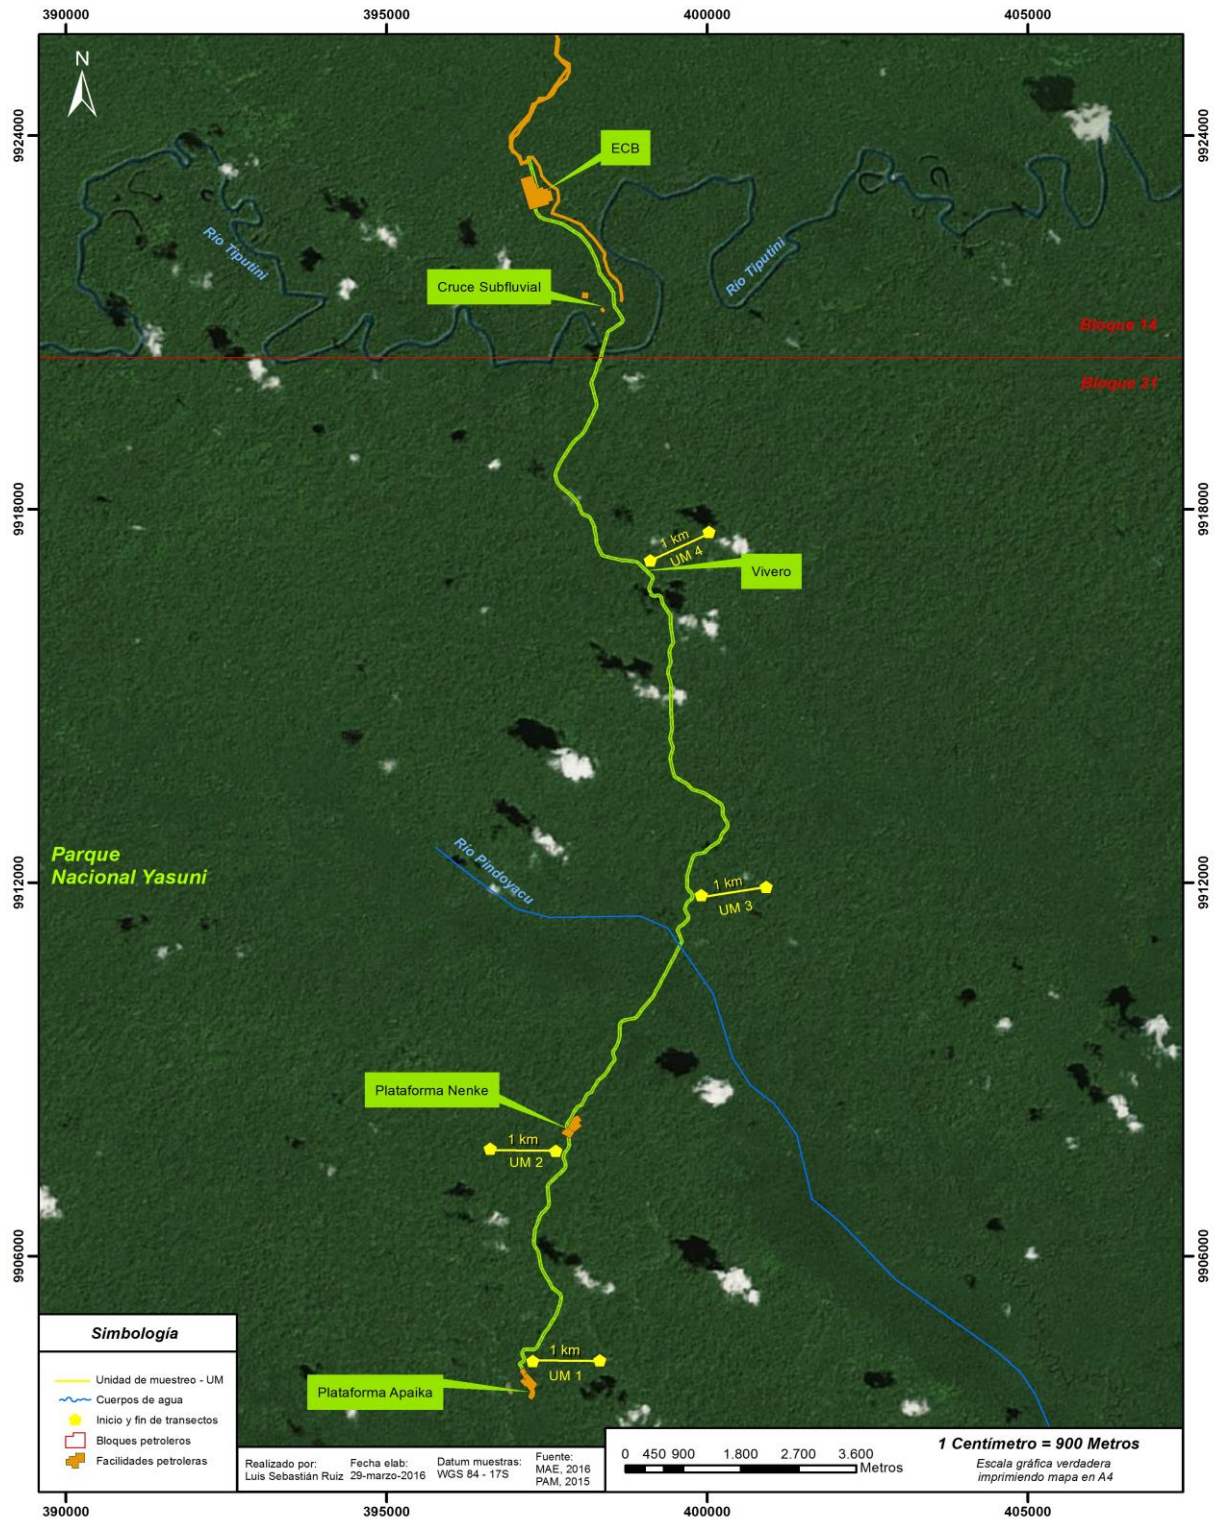 390000
395000
400000
405000
N
9924000
9924000
ECB
Río Tiputini
Río Tiputini
Cruce Subfluvial
Bloque 14
Bloque 31
9918000
9918000
1 km
UM 4
Vivero
Río Pindoyacu
Parque
Nacional Yasuni
9912000
9912000
1 km
UM 3
Plataforma Nenke
1 km
UM 2
9906000
9906000
1 km
UM 1
Plataforma Apaika
Simbología
Unidad de muestreo - UM
Cuerpos de agua
Inicio y fin de transectos
Bloques petroleros
Facilidades petroleras
Realizado por:
Luis Sebastián Ruiz
Fecha elab:
29-marzo-2016
Datum muestras:
WGS 84 - 17S
Fuente:
MAE, 2016
PAM, 2015
0 450 900 1.800 2.700 3.600
Metros
1 Centímetro = 900 Metros
Escala gráfica verdadera
imprimiendo mapa en A4
390000
395000
400000
405000